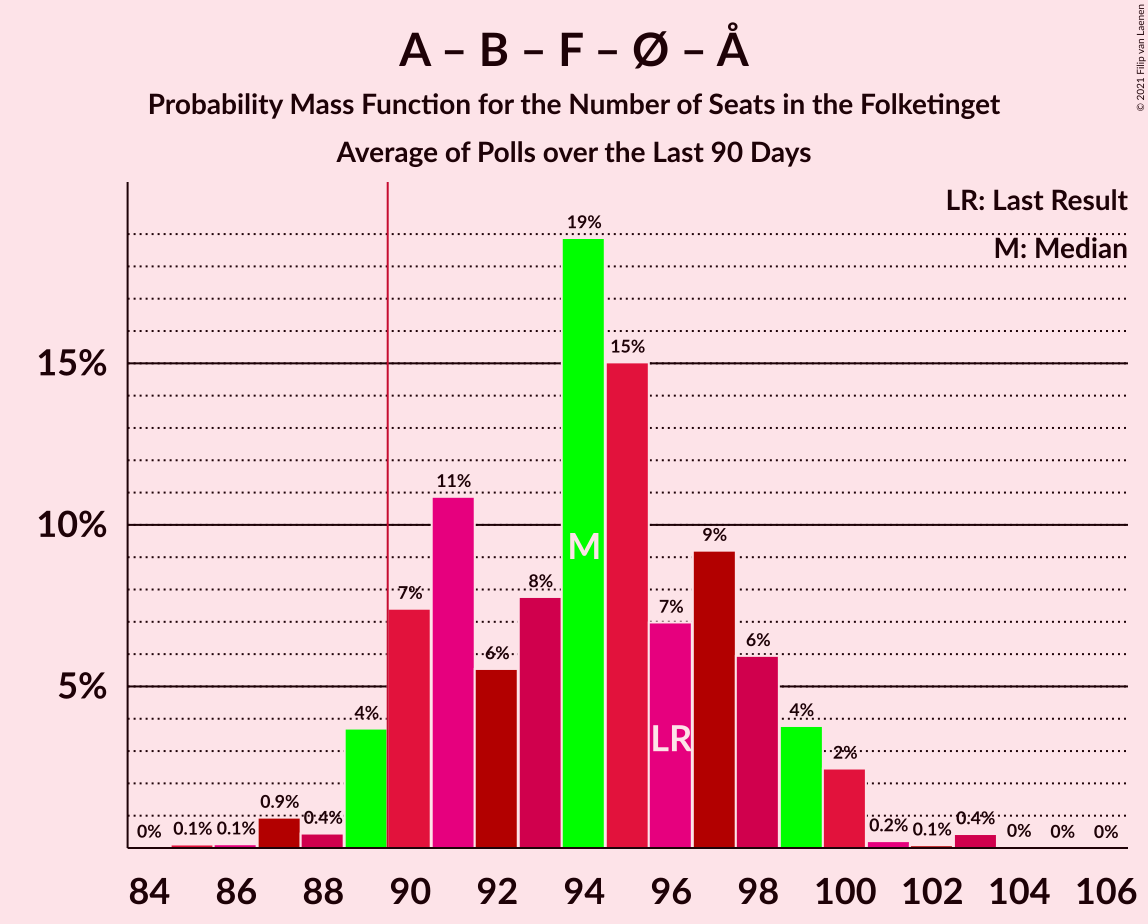 A – B – F – Ø – Å
Probability Mass Function for the Number of Seats in the Folketinget
Average of Polls over the Last 90 Days
© 2021 Filip van Laenen
LR: Last Result
M: Median
15%
10%
5%
0%
0.1%
0.1%
0.9%
0.4%
4%
7%
11%
6%
8%
19%
M
15%
7%
LR
9%
6%
4%
2%
0.2%
0.1%
0.4%
0%
0%
0%
84 86 88 90 92 94 96 98 100 102 104 106